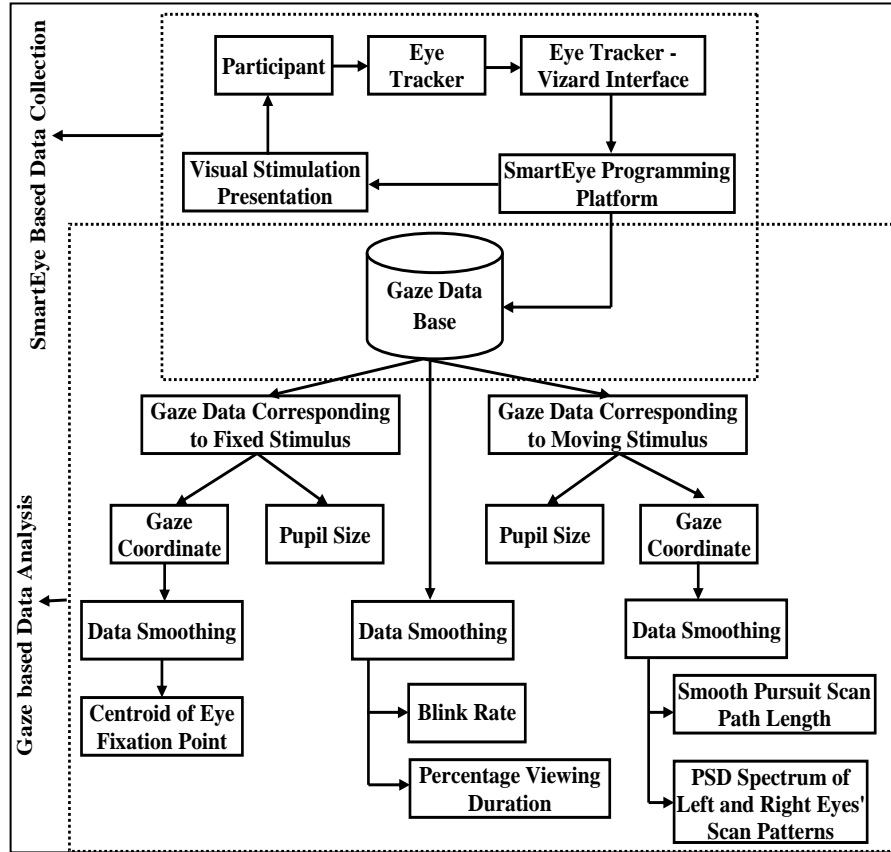 SmartEye Based Data Collection
Participant
Eye
Tracker
Eye Tracker -
Vizard Interface
Visual Stimulation
Presentation
SmartEye Programming
Platform
Gaze Data
Base
Gaze based Data Analysis
Gaze Data Corresponding
to Fixed Stimulus
Gaze Data Corresponding
to Moving Stimulus
Gaze
Coordinate
Pupil Size
Pupil Size
Gaze
Coordinate
Data Smoothing
Data Smoothing
Data Smoothing
Centroid of Eye
Fixation Point
Blink Rate
Percentage Viewing
Duration
Smooth Pursuit Scan
Path Length
PSD Spectrum of
Left and Right Eyes'
Scan Patterns